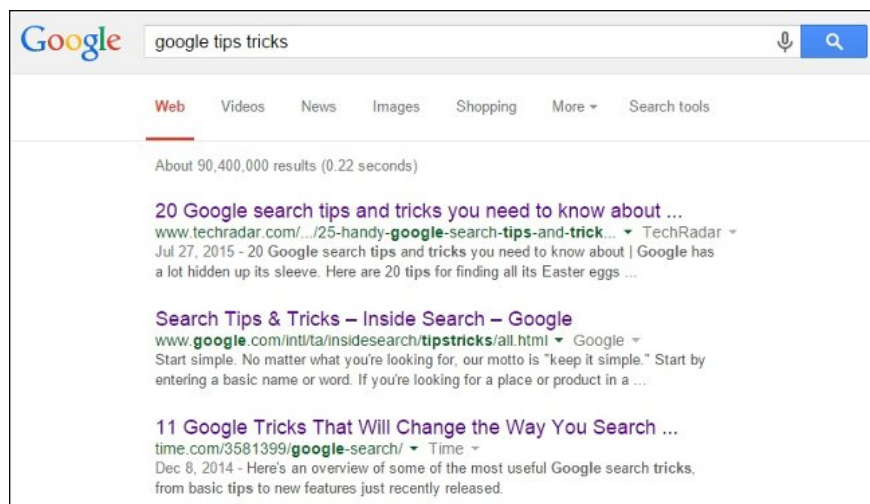 Google google tips tricks
Web Videos News Images Shopping More Search tools
About 90,400,000 results (0.22 seconds)
20 Google search tips and tricks you need to know about ...
www.techradar.com/.../25-handy-google-search-tips-and-trick... TechRadar
Jul 27, 2015 - 20 Google search tips and tricks you need to know about | Google has
a lot hidden up its sleeve. Here are 20 tips for finding all its Easter eggs ...
Search Tips & Tricks – Inside Search – Google
www.google.com/intl/ta/insidesearch/tipstricks/all.html Google
Start simple. No matter what you're looking for, our motto is "keep it simple." Start by
entering a basic name or word. If you're looking for a place or product in a ...
11 Google Tricks That Will Change the Way You Search ...
time.com/3581399/google-search/ Time
Dec 8, 2014 - Here's an overview of some of the most useful Google search tricks,
from basic tips to new features just recently released.